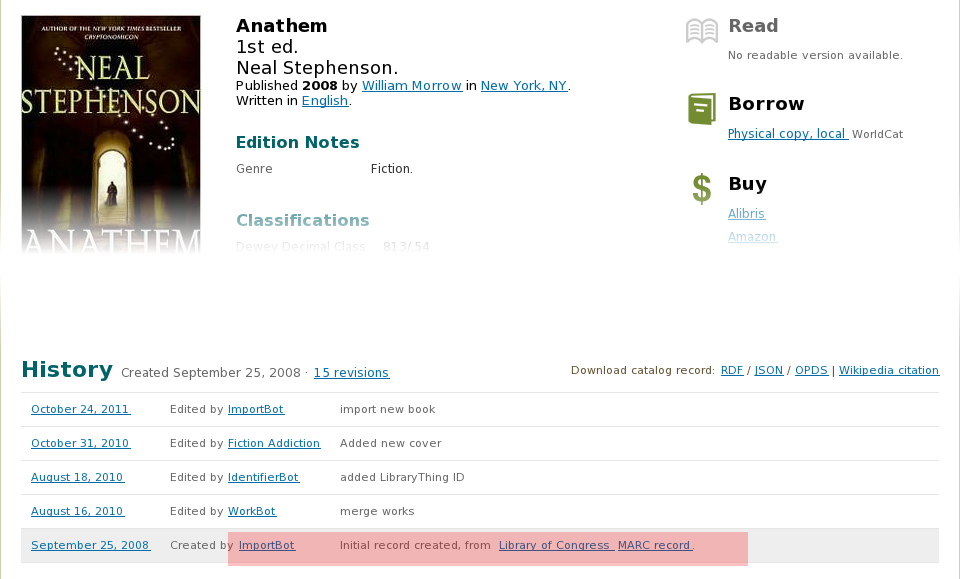 AUTHOR OF THE NEW YORK TIMES BESTSELLER
CRYPTONOMICON
NEAL
STEPHENSON
ANATHEM
Anathem
1st ed.
Neal Stephenson.
Published 2008 by William Morrow in New York, NY.
Written in English.
Edition Notes
Genre Fiction.
Classifications
Dewey Decimal Class 813/.54
Read
No readable version available.
Borrow
Physical copy, local WorldCat
$ Buy
Alibris
Amazon
History Created September 25, 2008 · 15 revisions
Download catalog record: RDF / JSON / OPDS | Wikipedia citation
October 24, 2011 Edited by ImportBot import new book
October 31, 2010 Edited by Fiction Addiction Added new cover
August 18, 2010 Edited by IdentifierBot added LibraryThing ID
August 16, 2010 Edited by WorkBot merge works
September 25, 2008 Created by ImportBot Initial record created, from Library of Congress MARC record.